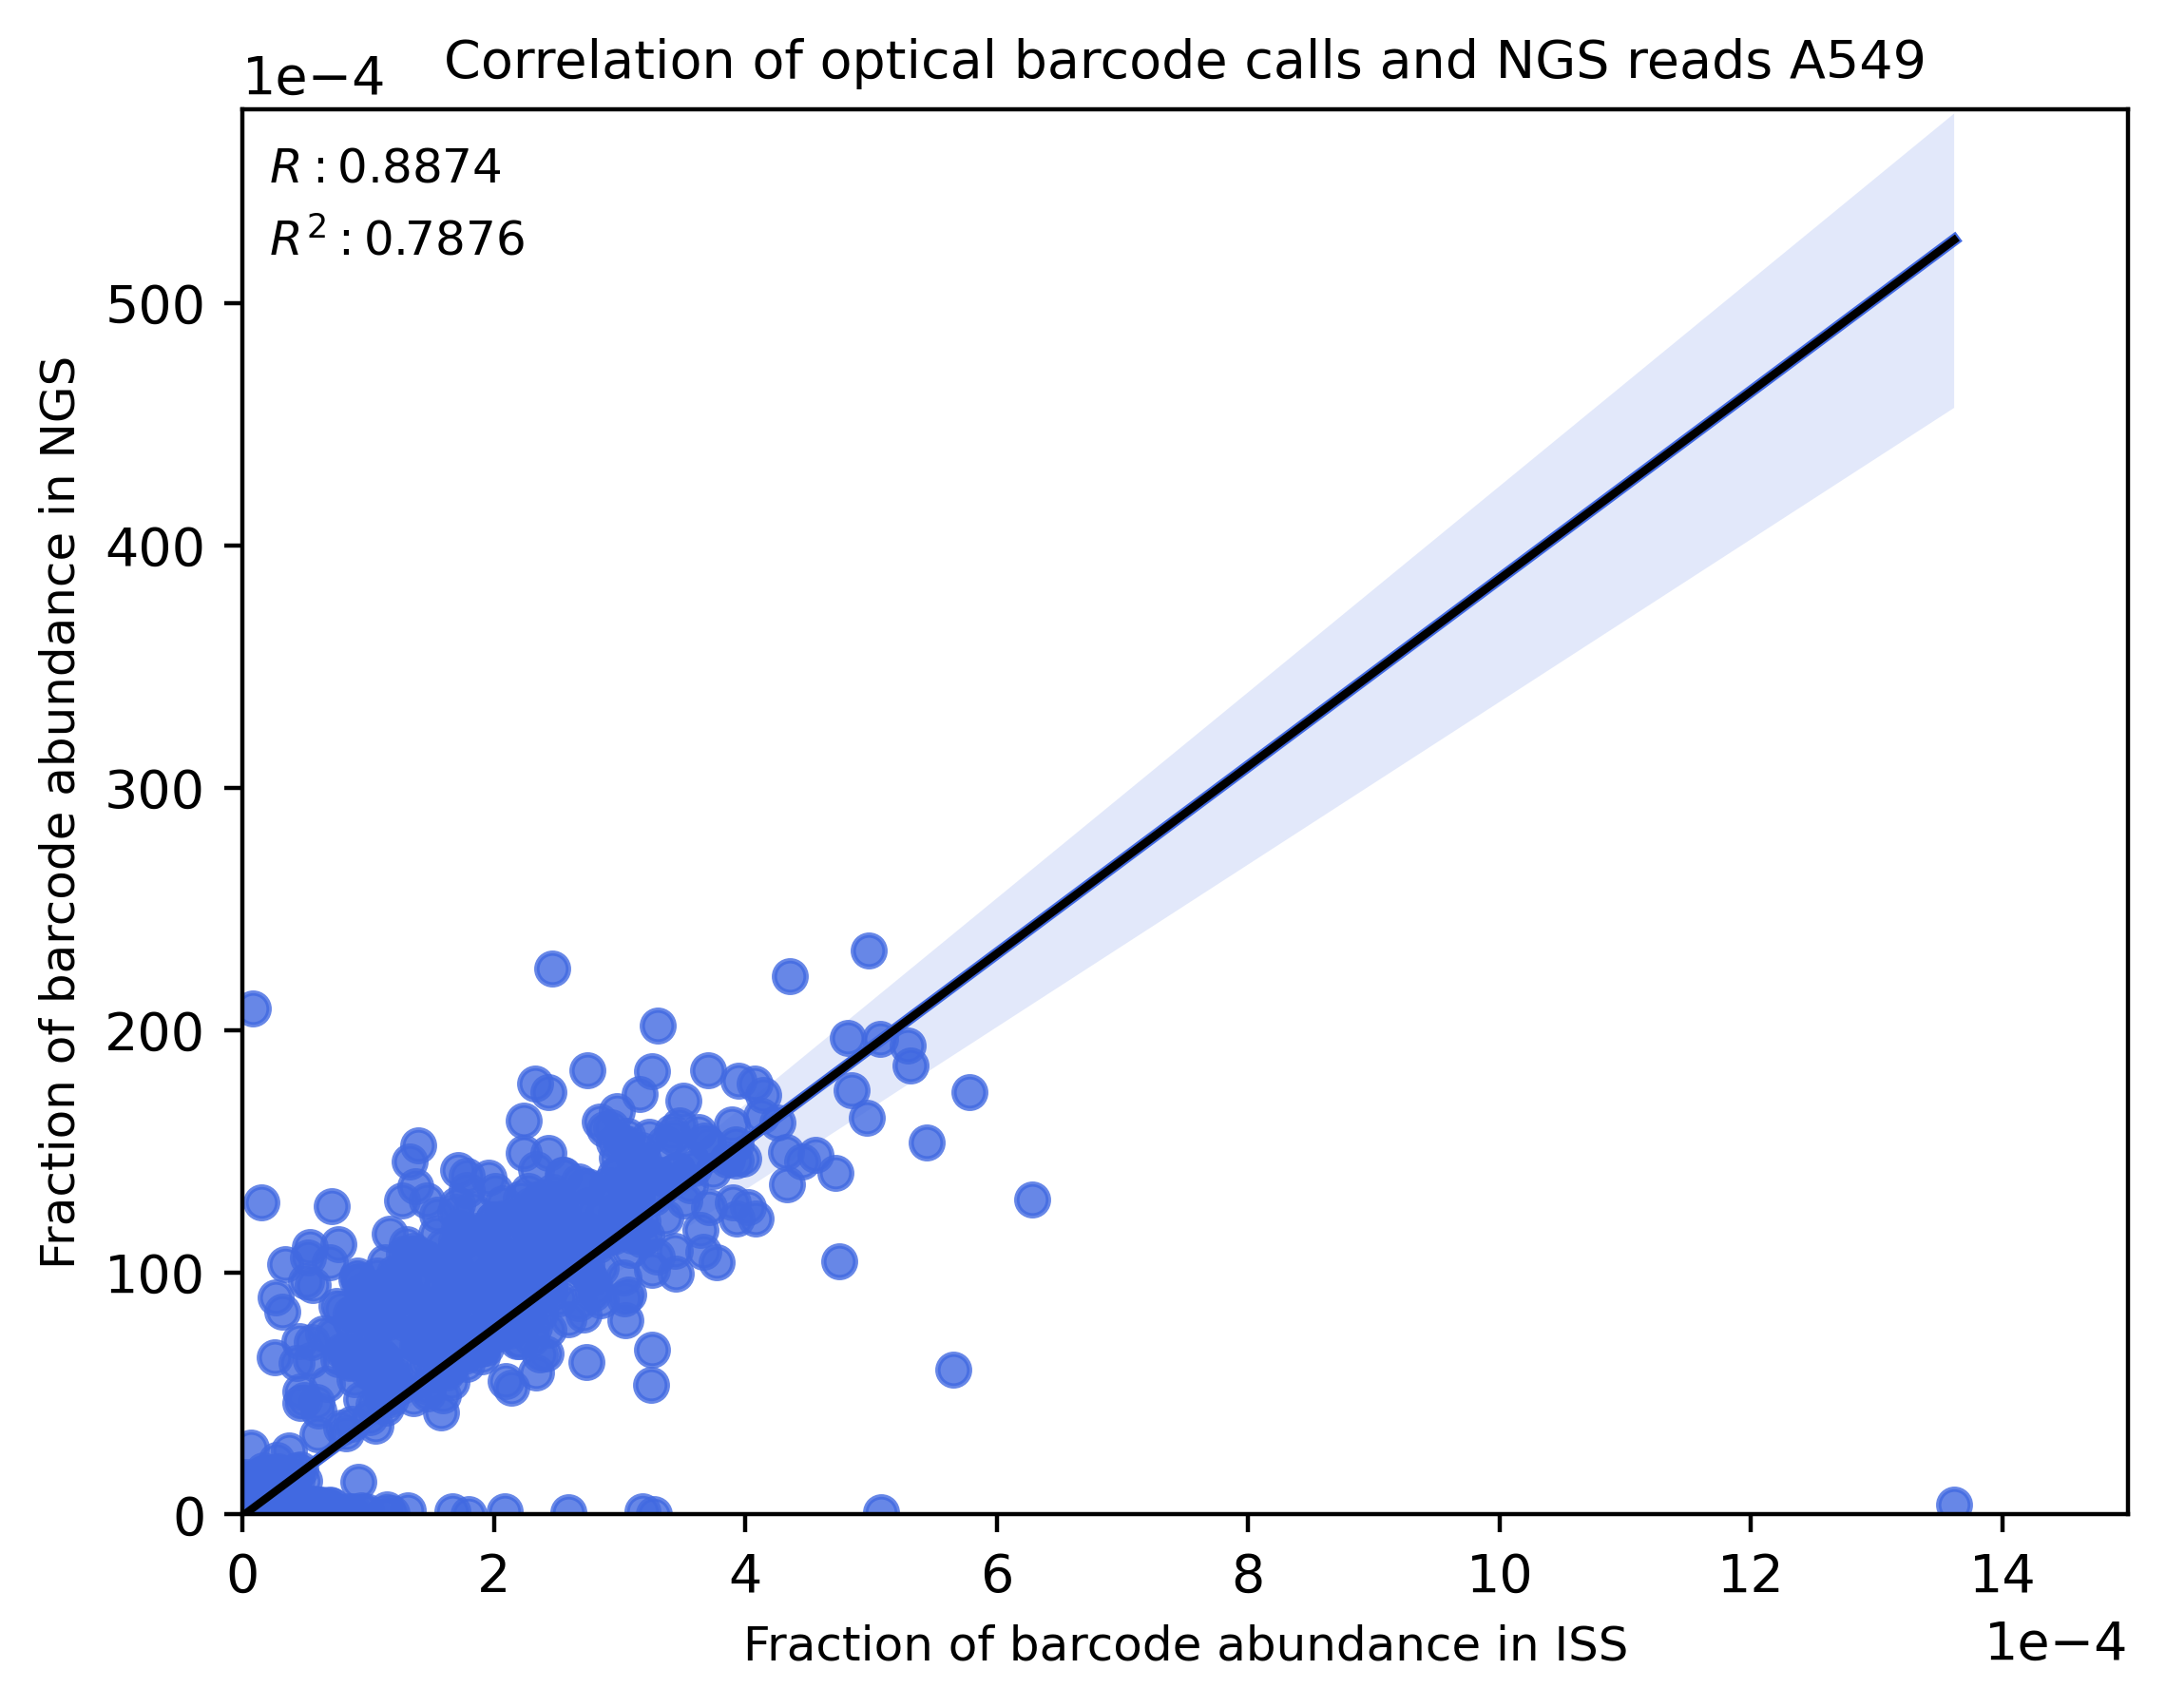 Correlation of optical barcode calls and NGS reads A549
1e−4
R : 0.8874
R² : 0.7876
500
400
300
200
100
0
Fraction of barcode abundance in NGS
0 2 4 6 8 10 12 14
Fraction of barcode abundance in ISS
1e−4